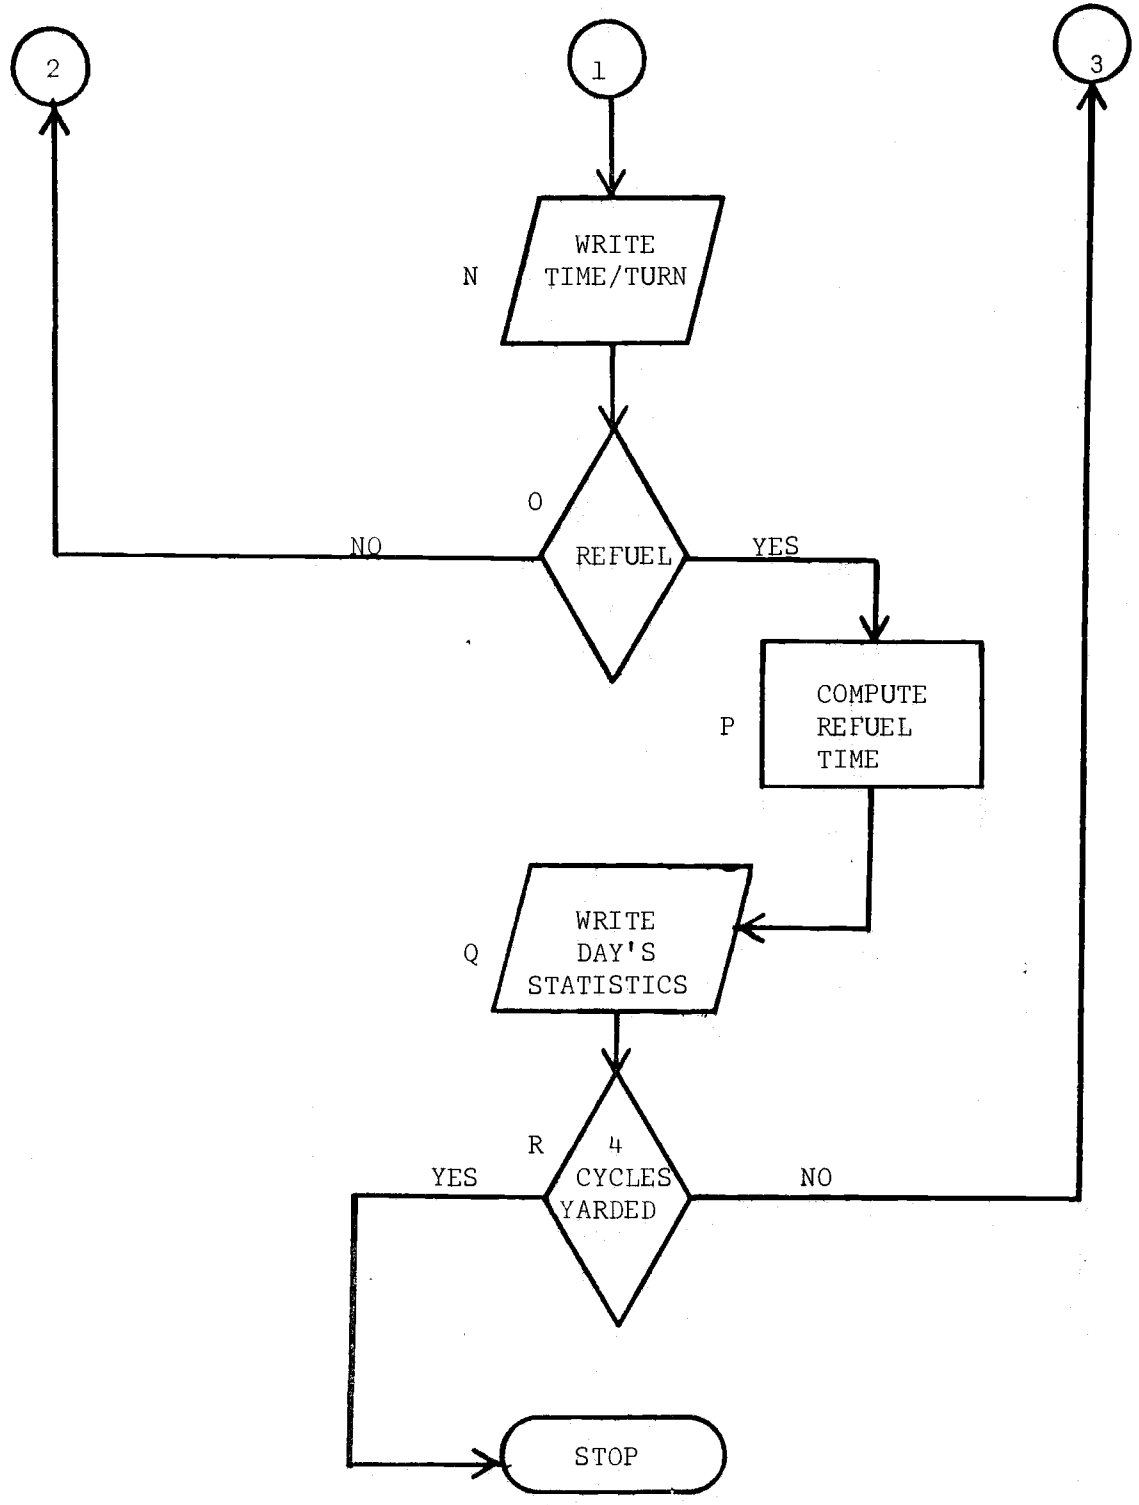 2
1
3
N
WRITE
TIME/TURN
O
REFUEL
NO
YES
P
COMPUTE
REFUEL
TIME
Q
WRITE
DAY'S
STATISTICS
R
4
CYCLES
YARDED
YES
NO
STOP